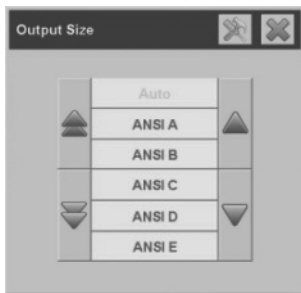 Output Size
Auto
ANSI A
ANSI B
ANSI C
ANSI D
ANSI E